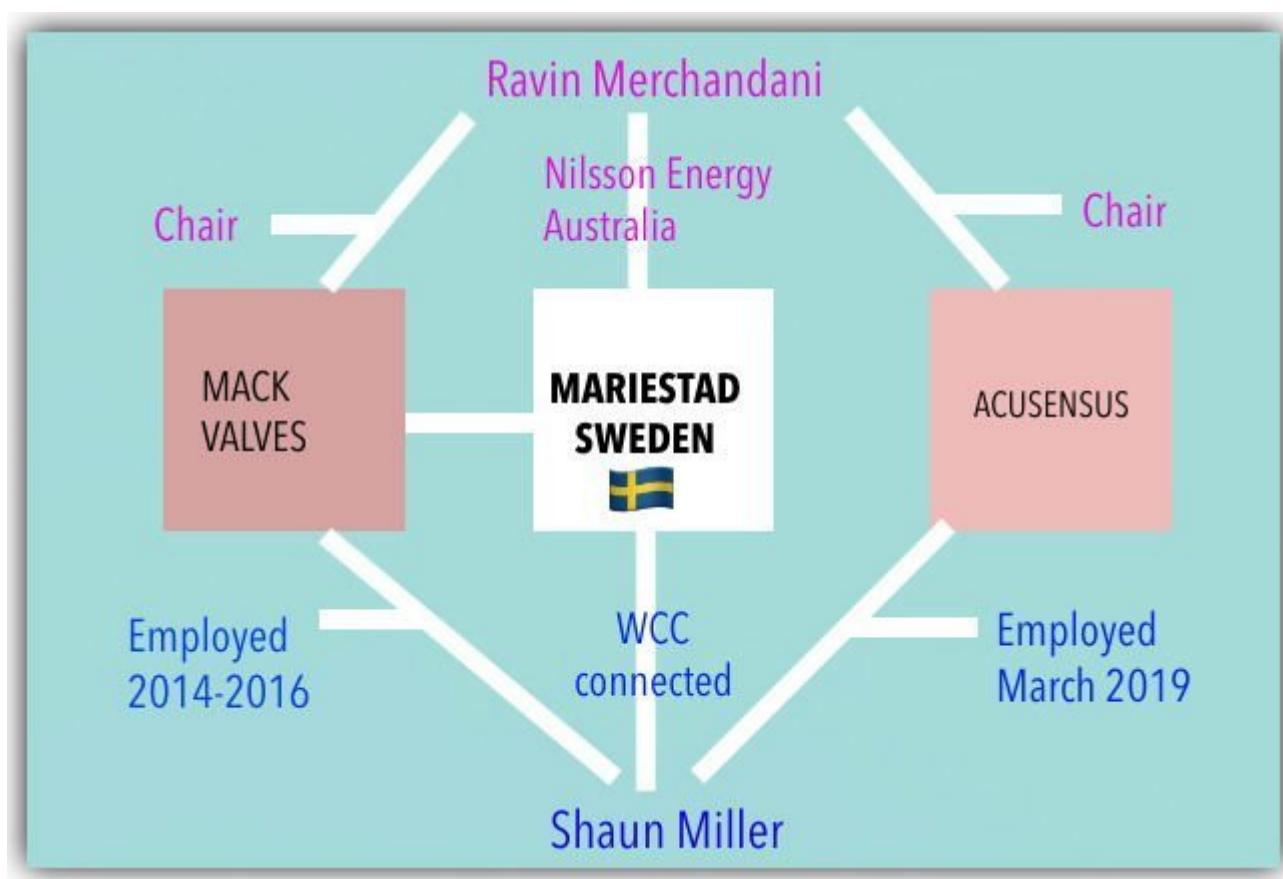 Ravin Merchandani
Nilsson Energy
Australia
Chair
Chair
MACK
VALVES
MARIESTAD
SWEDEN
ACUSENSUS
Employed
2014-2016
WCC
connected
Employed
March 2019
Shaun Miller